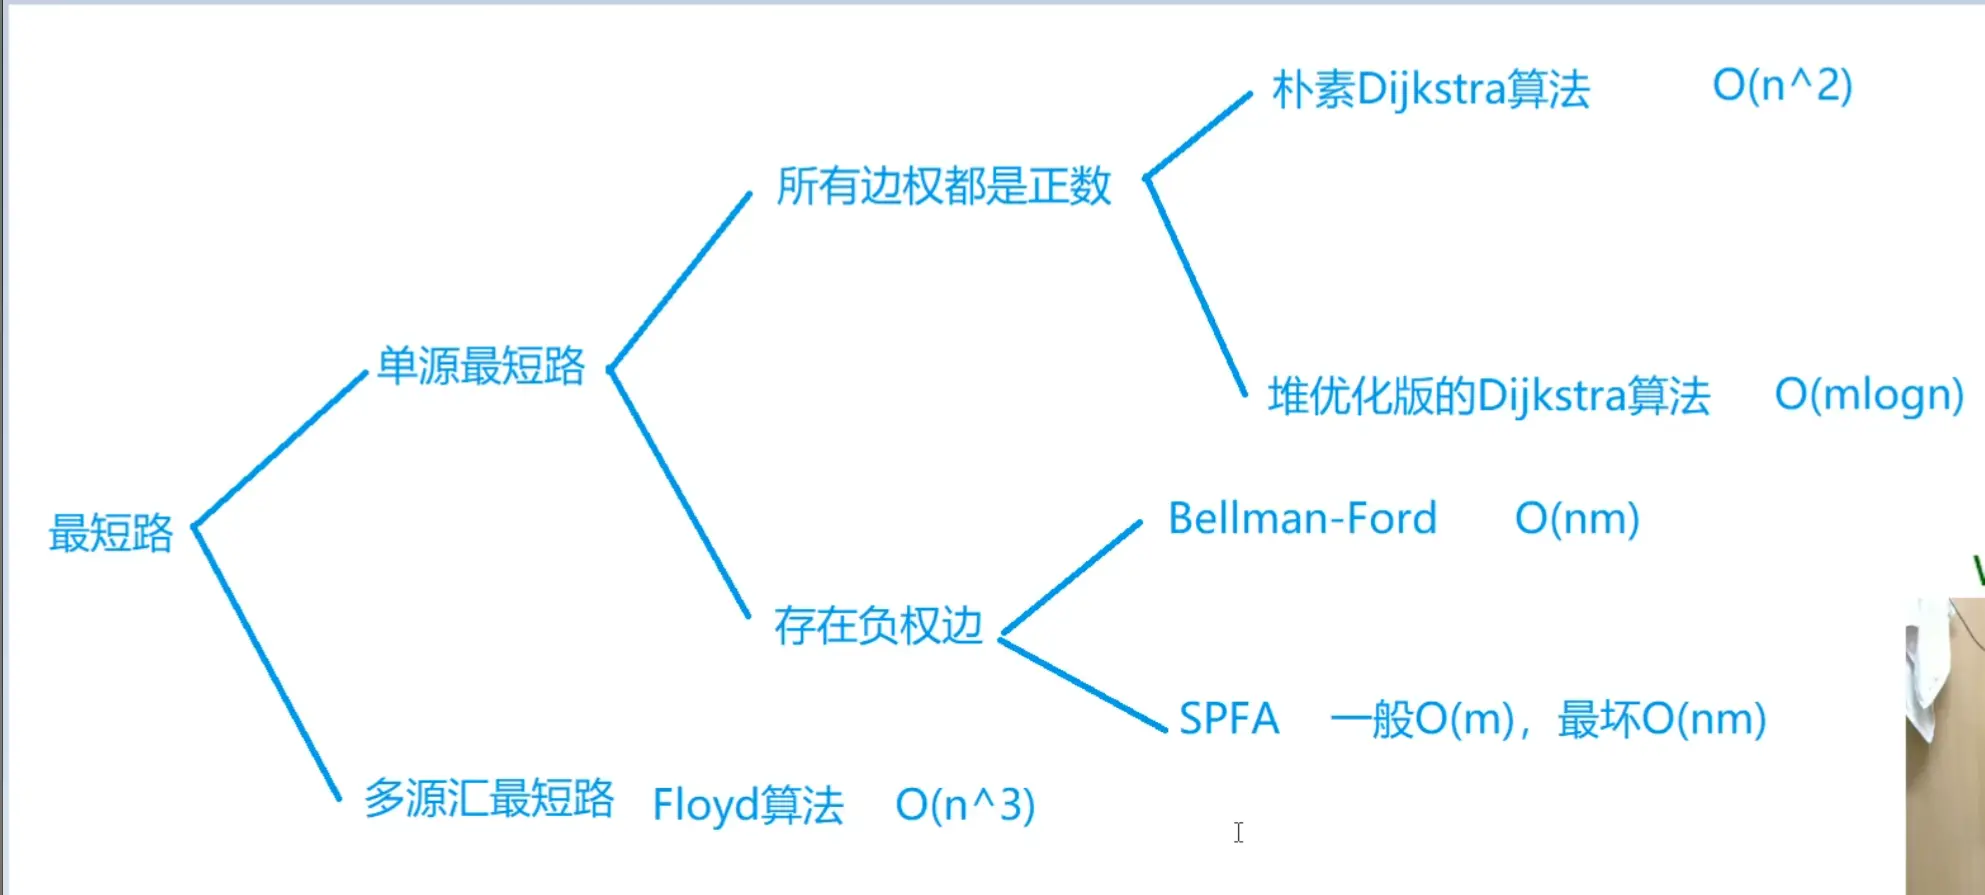 朴素Dijkstra算法 O(n^2)
所有边权都是正数
单源最短路
堆优化版的Dijkstra算法 O(mlogn)
Bellman-Ford O(nm)
最短路
存在负权边
SPFA 一般O(m)，最坏O(nm)
多源汇最短路 Floyd算法 O(n^3)